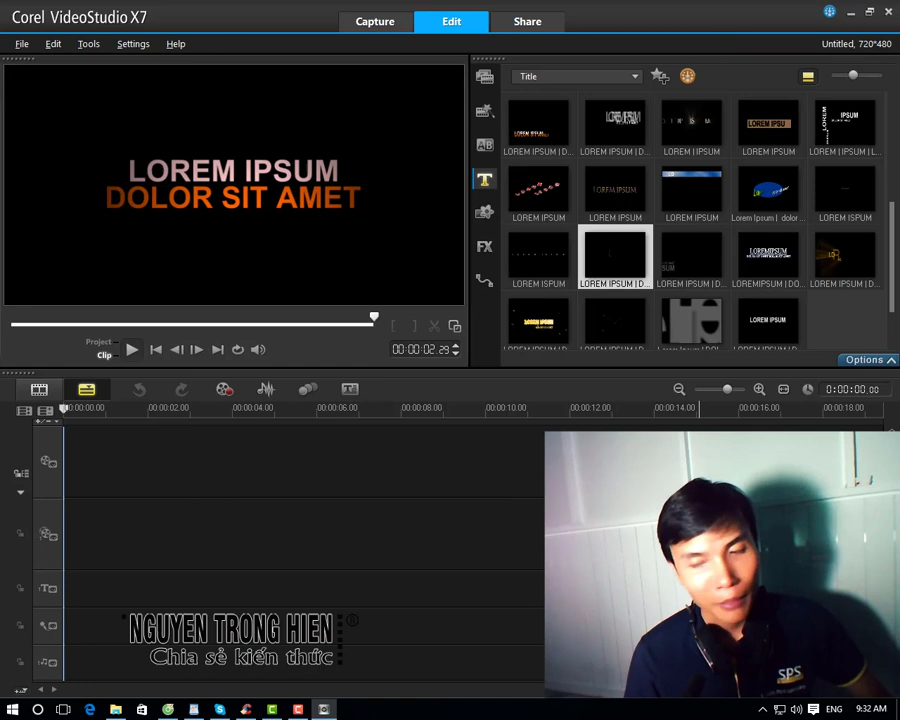 Corel VideoStudio X7
Capture
Edit
Share
File
Edit
Tools
Settings
Help
Untitled, 720*480
LOREM IPSUM
DOLOR SIT AMET
Title
LOREM IPSUM | D...
LOREM IPSUM | D...
LOREM | IPSUM
LOREM IPSUM | D...
LOREM IPSUM | L...
LOREM IPSUM
LOREM IPSUM
LOREM IPSUM
Lorem Ipsum | dolor ...
LOREM ISPUM
LOREM ISPUM
LOREM IPSUM | D...
LOREM IPSUM | D...
LOREMIPSUM | DO...
LOREM IPSUM | D...
LOREM IPSUM
Project
Clip
00:00:02.29
Options
0:00:00.00
00:00:00.00
00:00:02.00
00:00:04.00
00:00:06.00
00:00:08.00
00:00:10.00
00:00:12.00
00:00:14.00
00:00:16.00
00:00:18.00
NGUYEN TRONG HIEN ®
Chia sẻ kiến thức
SPS
ENG
9:32 AM